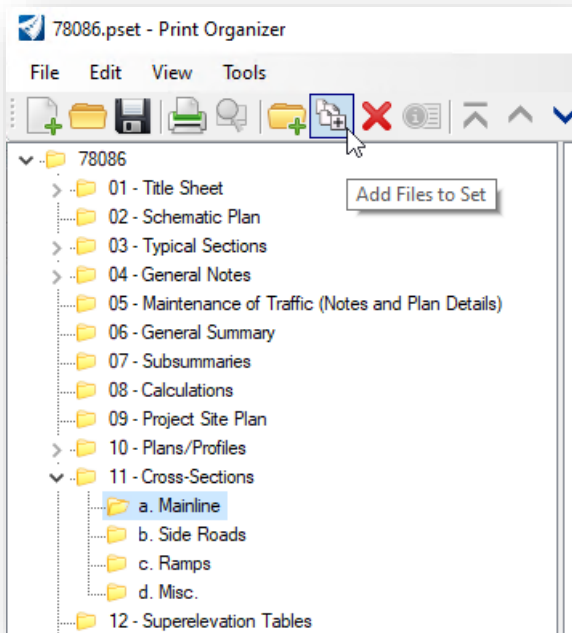 78086.pset - Print Organizer
File Edit View Tools
78086
01 - Title Sheet
Add Files to Set
02 - Schematic Plan
03 - Typical Sections
04 - General Notes
05 - Maintenance of Traffic (Notes and Plan Details)
06 - General Summary
07 - Subsummaries
08 - Calculations
09 - Project Site Plan
10 - Plans/Profiles
11 - Cross-Sections
a. Mainline
b. Side Roads
c. Ramps
d. Misc.
12 - Superelevation Tables